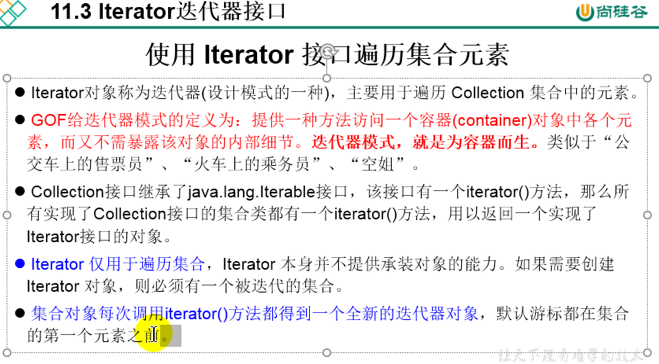 11.3 Iterator迭代器接口
尚硅谷
使用 Iterator 接口遍历集合元素
● Iterator对象称为迭代器(设计模式的一种)，主要用于遍历 Collection 集合中的元素。
● GOF给迭代器模式的定义为：提供一种方法访问一个容器(container)对象中各个元
素，而又不需暴露该对象的内部细节。迭代器模式，就是为容器而生。类似于“公
交车上的售票员”、“火车上的乘务员”、“空姐”。
● Collection接口继承了java.lang.Iterable接口，该接口有一个iterator()方法，那么所
有实现了Collection接口的集合类都有一个iterator()方法，用以返回一个实现了
Iterator接口的对象。
● Iterator 仅用于遍历集合，Iterator 本身并不提供承装对象的能力。如果需要创建
Iterator 对象，则必须有一个被迭代的集合。
● 集合对象每次调用iterator()方法都得到一个全新的迭代器对象，默认游标都在集合
的第一个元素之前。
让天下没有难学的技术